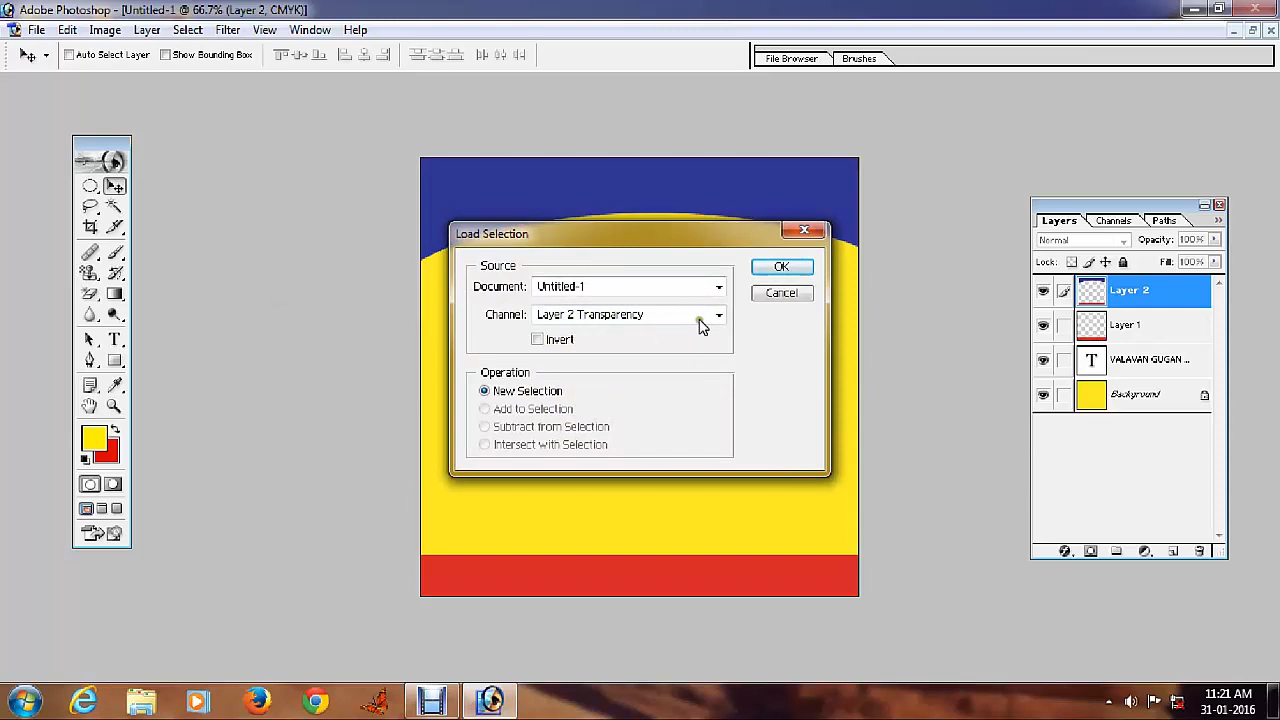 Adobe Photoshop - [Untitled-1 @ 66.7% (Layer 2, CMYK)]
File Edit Image Layer Select Filter View Window Help
Auto Select Layer Show Bounding Box
File Browser Brushes
Load Selection
Source
Document: Untitled-1
Channel: Layer 2 Transparency
Invert
OK
Cancel
Operation
New Selection
Add to Selection
Subtract from Selection
Intersect with Selection
Layers Channels Paths
Normal Opacity: 100%
Lock: Fill: 100%
Layer 2
Layer 1
T VALAVAN GUGAN ...
Background
11:21 AM
31-01-2016